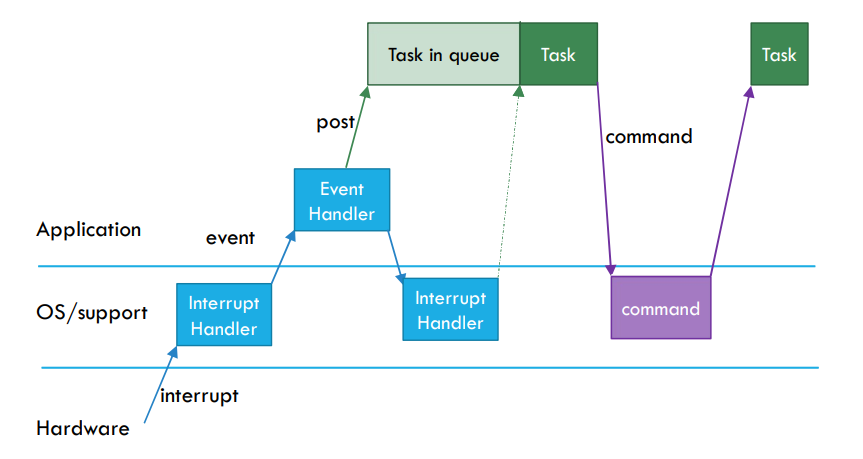 Task in queue
Task
Task
post
command
Event
Handler
Application
event
OS/support
Interrupt
Handler
Interrupt
Handler
command
interrupt
Hardware